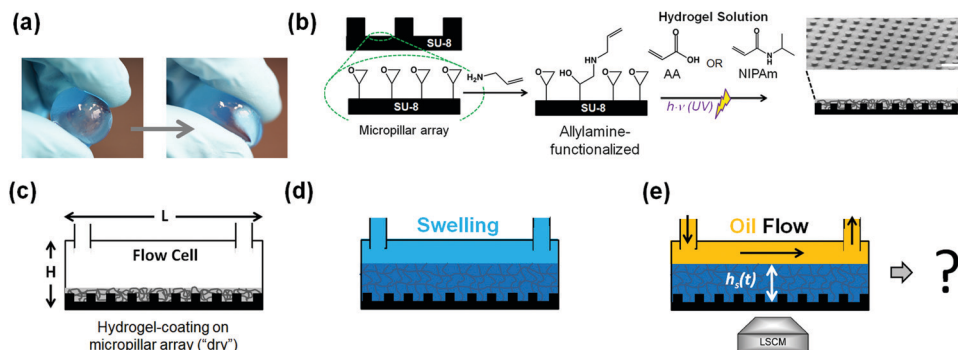 (a)
(b)
SU-8
O O O O
SU-8
Micropillar array
H₂N
HO HN O O
SU-8
Allylamine-
functionalized
Hydrogel Solution
O
OH
AA
OR
O
N
H
NIPAm
h·ν (UV)
(c)
L
H
Flow Cell
Hydrogel-coating on
micropillar array ("dry")
(d)
Swelling
(e)
Oil Flow
hₛ(t)
LSCM
?